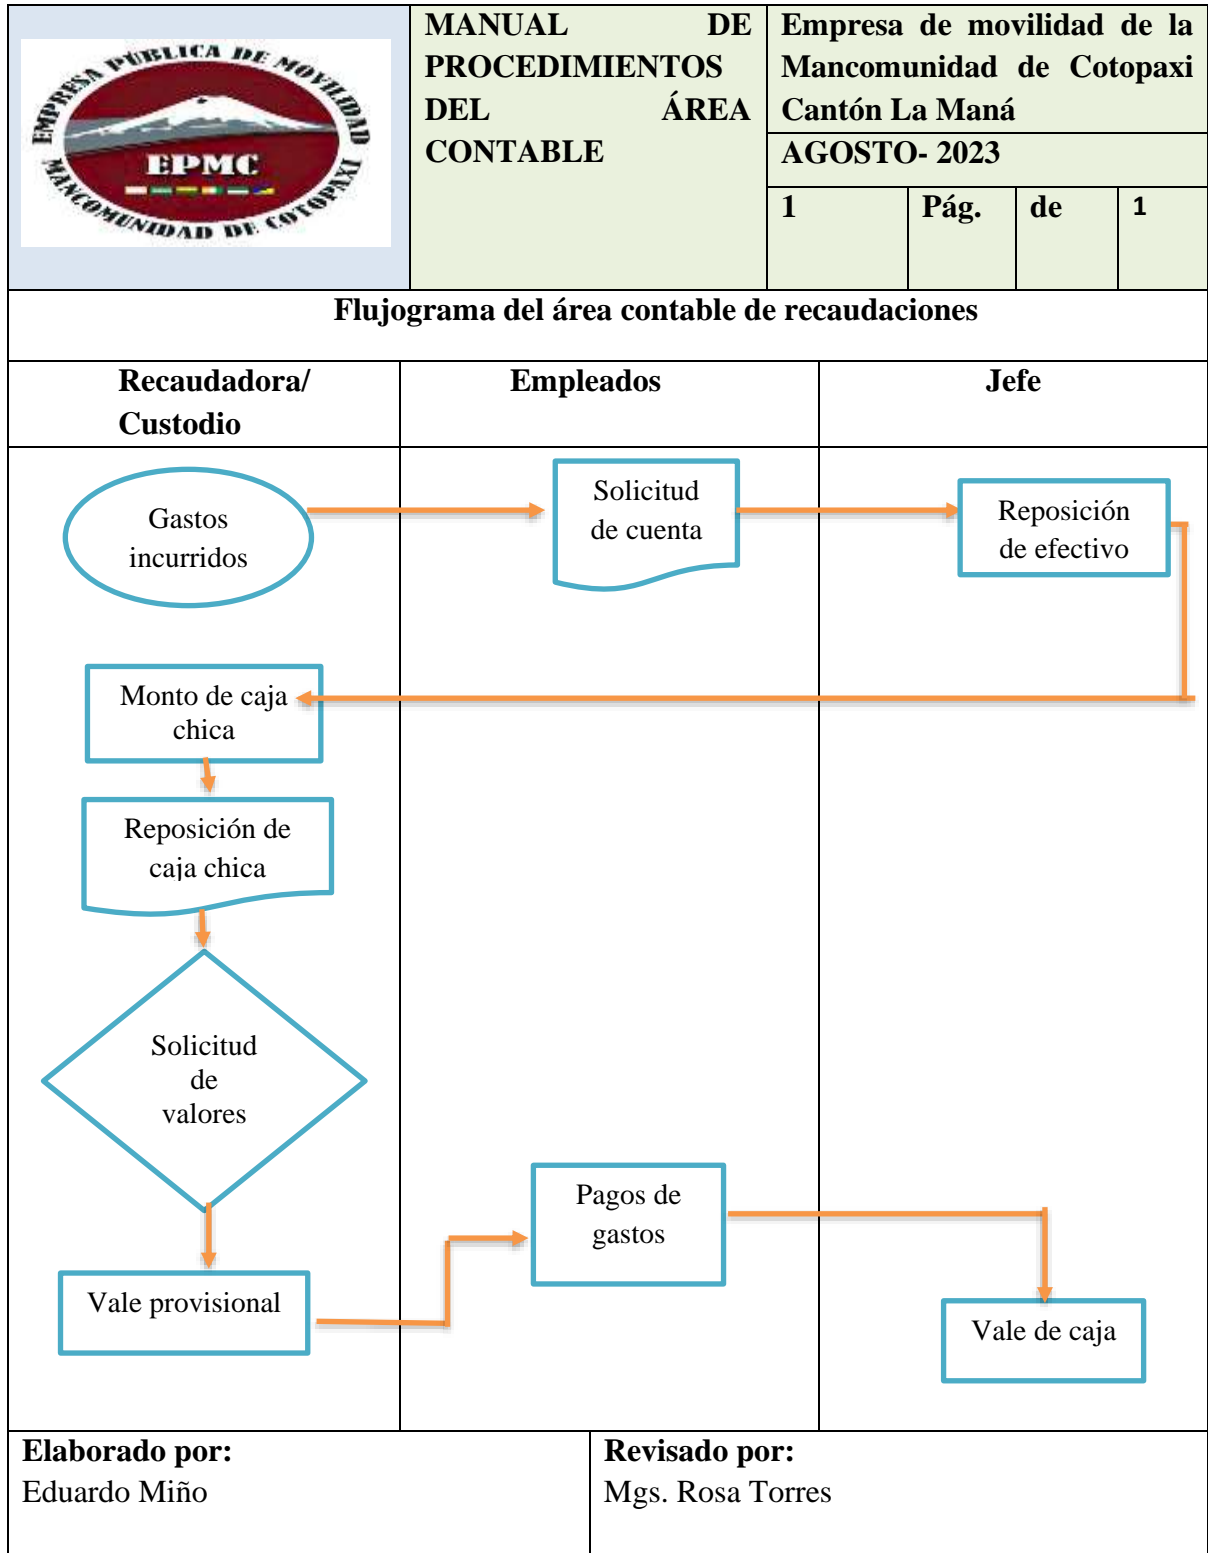 EMPRESA PÚBLICA DE MOVILIDAD
EPMC
MANCOMUNIDAD DE COTOPAXI
MANUAL DE
PROCEDIMIENTOS
DEL ÁREA
CONTABLE
Empresa de movilidad de la
Mancomunidad de Cotopaxi
Cantón La Maná
AGOSTO- 2023
1 Pág. de 1
Flujograma del área contable de recaudaciones
Recaudadora/
Custodio
Empleados
Jefe
Gastos
incurridos
Solicitud
de cuenta
Reposición
de efectivo
Monto de caja
chica
Reposición de
caja chica
Solicitud
de
valores
Vale provisional
Pagos de
gastos
Vale de caja
Elaborado por:
Eduardo Miño
Revisado por:
Mgs. Rosa Torres